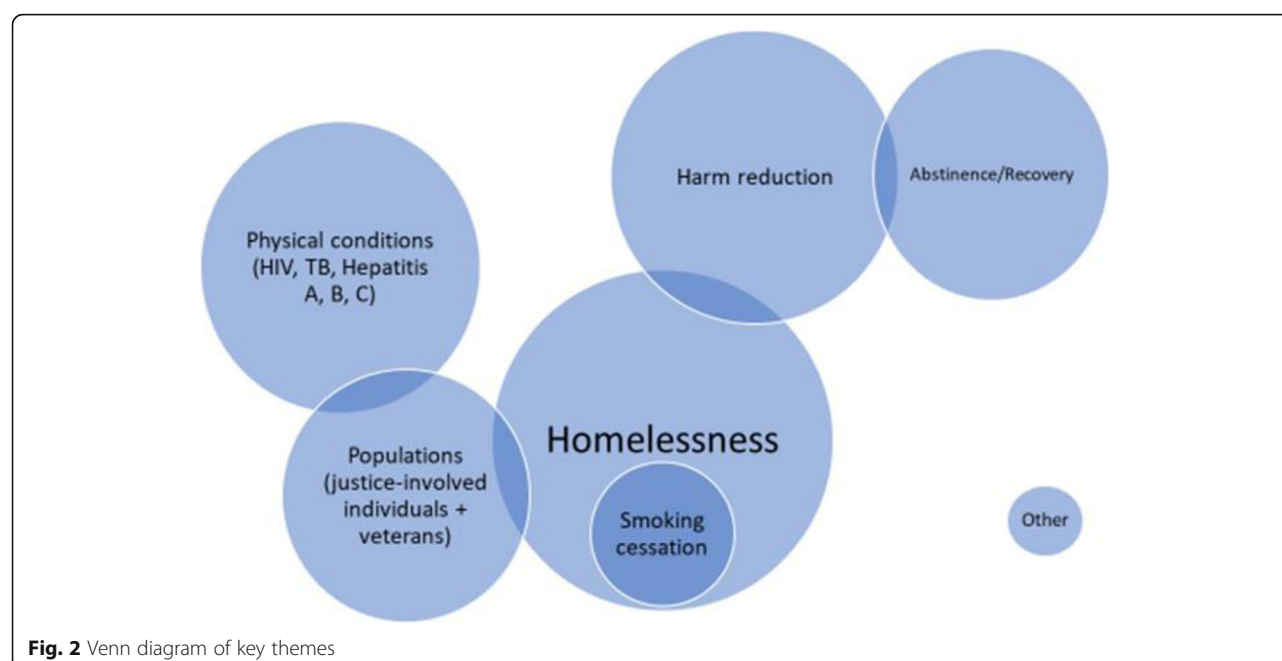 Harm reduction
Abstinence/Recovery
Physical conditions
(HIV, TB, Hepatitis
A, B, C)
Homelessness
Populations
(justice-involved
individuals +
veterans)
Smoking
cessation
Other
Fig. 2 Venn diagram of key themes